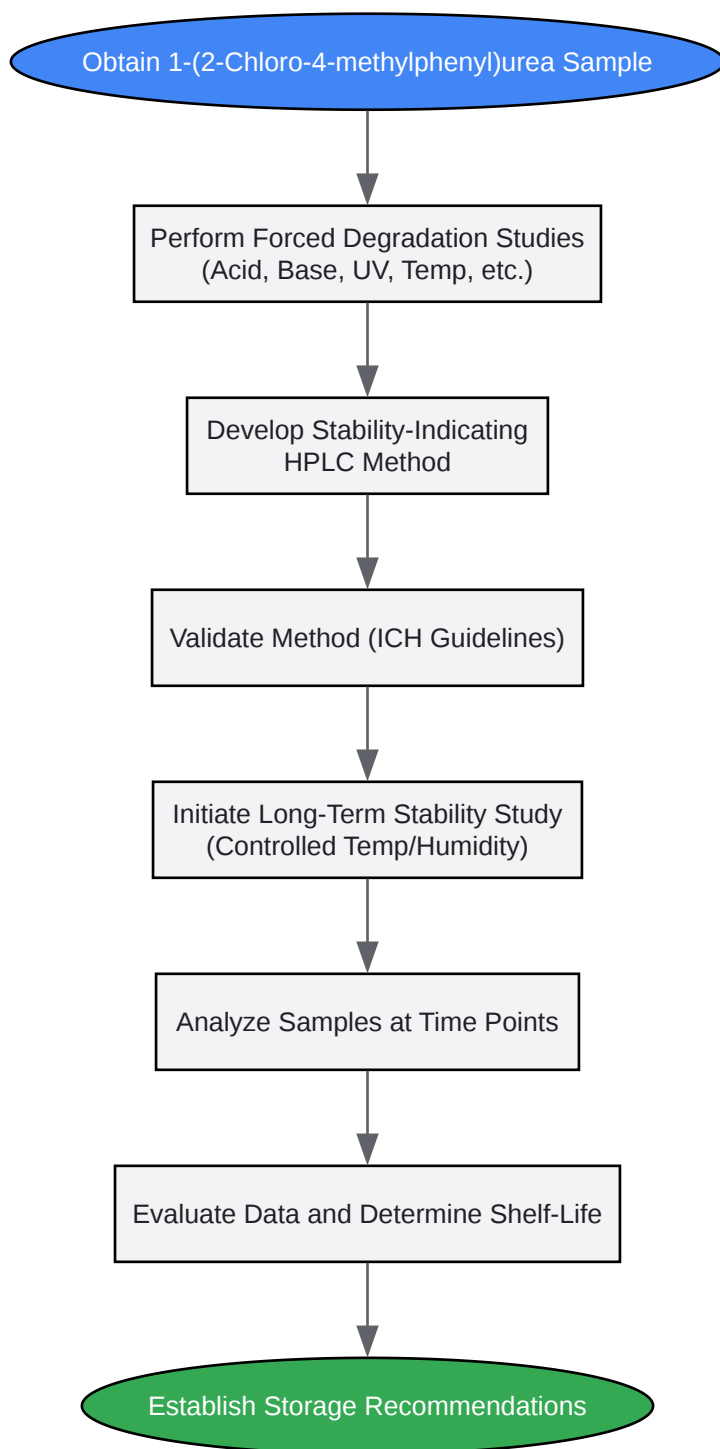 Obtain 1-(2-Chloro-4-methylphenyl)urea Sample
Perform Forced Degradation Studies
(Acid, Base, UV, Temp, etc.)
Develop Stability-Indicating
HPLC Method
Validate Method (ICH Guidelines)
Initiate Long-Term Stability Study
(Controlled Temp/Humidity)
Analyze Samples at Time Points
Evaluate Data and Determine Shelf-Life
Establish Storage Recommendations